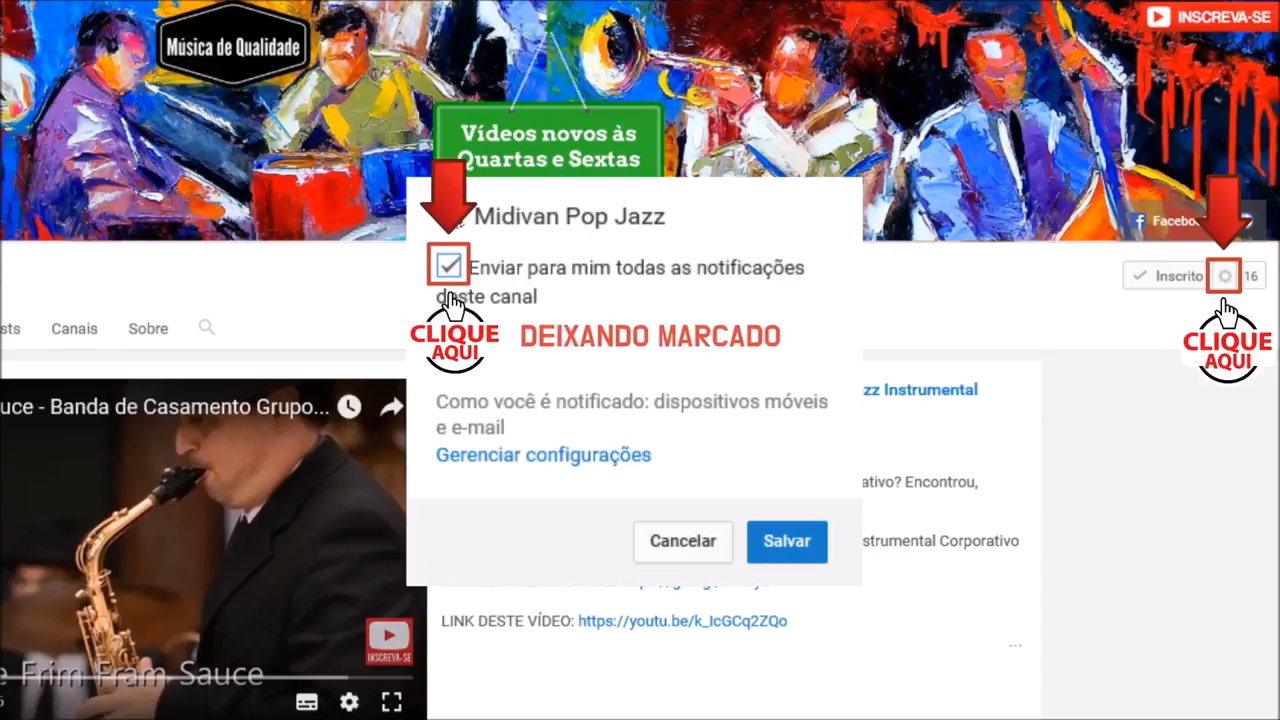 Música de Qualidade
INSCREVA-SE
Vídeos novos às
Quartas e Sextas
Midivan Pop Jazz
Enviar para mim todas as notificações
deste canal
CLIQUE
AQUI
DEIXANDO MARCADO
Inscrito
16
CLIQUE
AQUI
Canais
Sobre
Como você é notificado: dispositivos móveis
e e-mail
Gerenciar configurações
Cancelar
Salvar
uce - Banda de Casamento Grupo...
INSCREVA-SE
e Frim Fram Sauce
zz Instrumental
ativo? Encontrou,
strumental Corporativo
LINK DESTE VÍDEO: https://youtu.be/k_IcGCq2ZQo
...